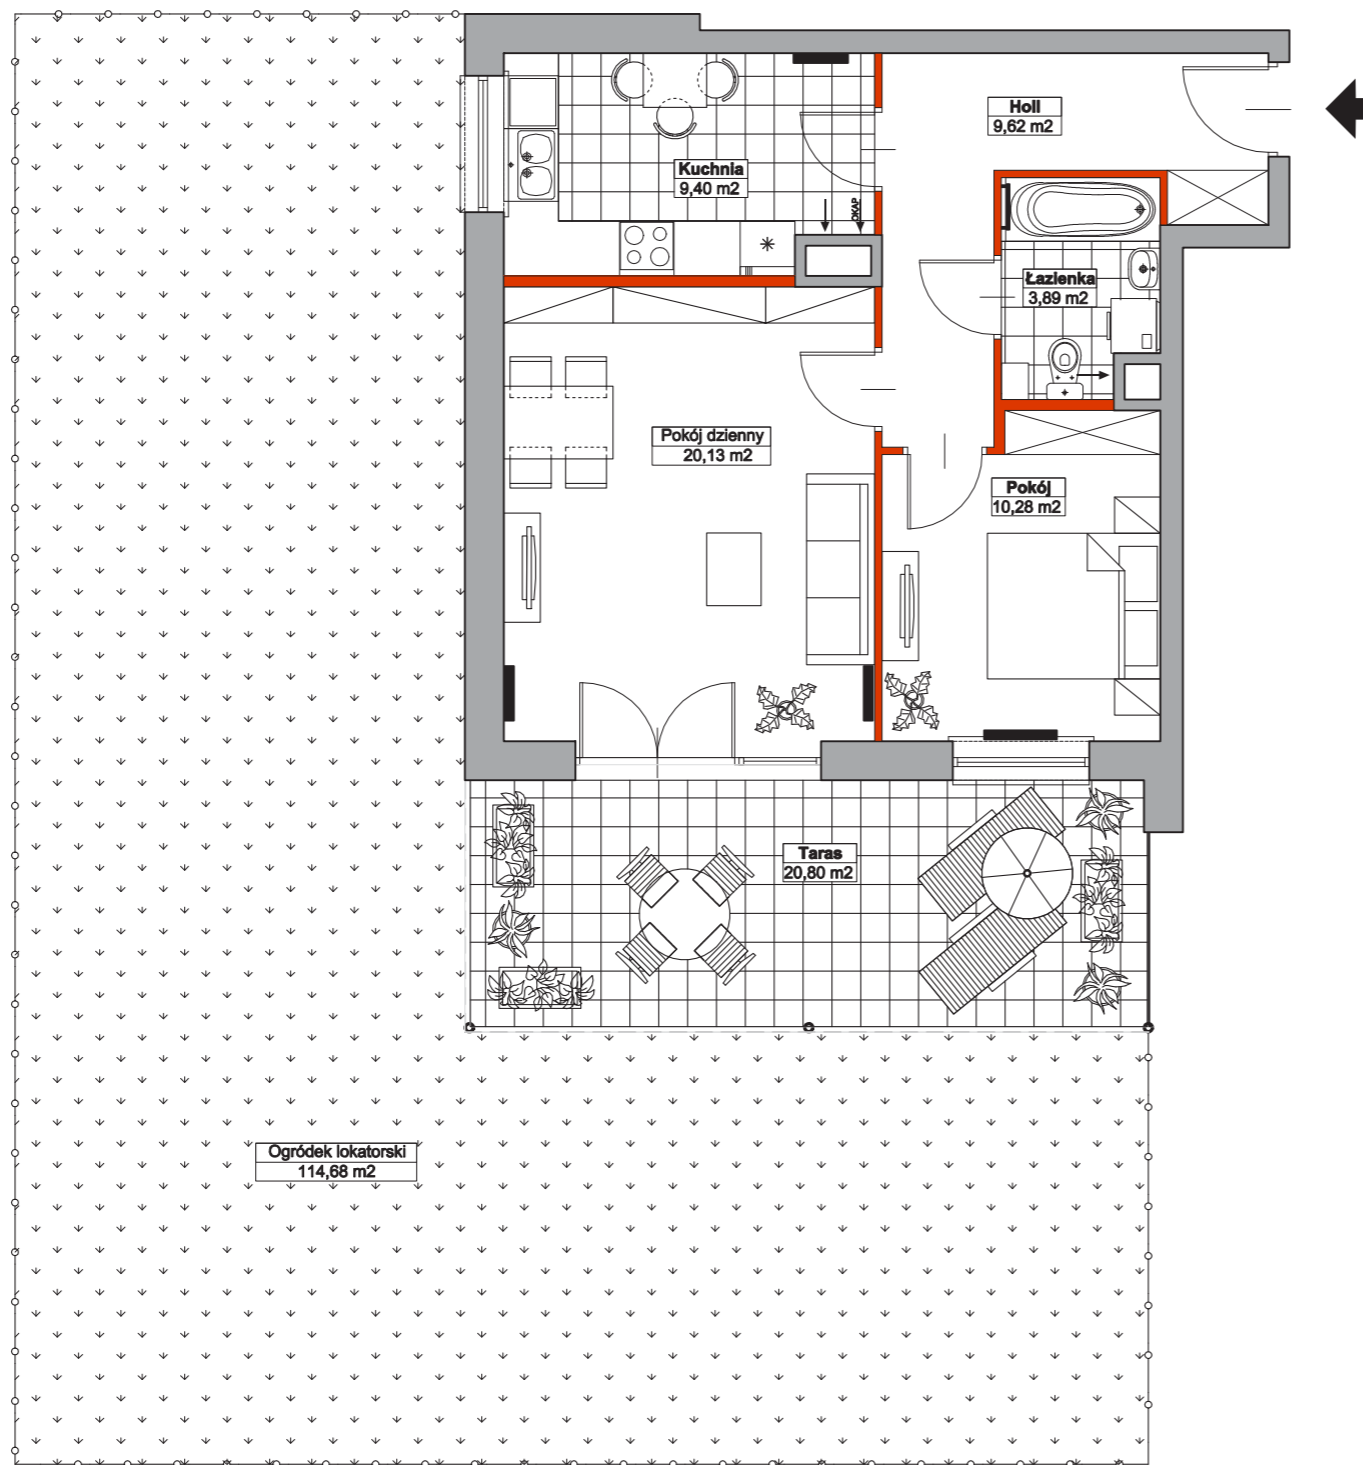 Holl
9,62 m2
Kuchnia
9,40 m2
OKAP
Łazienka
3,89 m2
Pokój dzienny
20,13 m2
Pokój
10,28 m2
Taras
20,80 m2
Ogródek lokatorski
114,68 m2